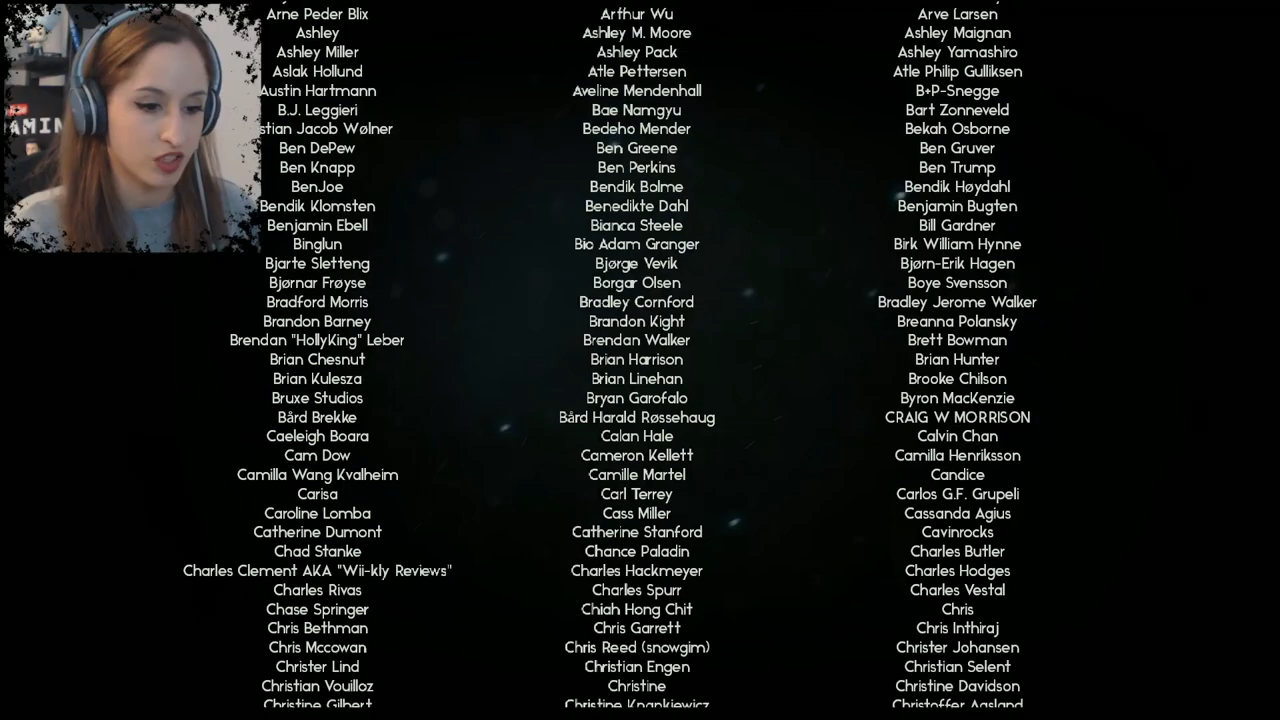 Arne Peder Blix Arthur Wu Arve Larsen
Ashley Ashley M. Moore Ashley Maignan
Ashley Miller Ashley Pack Ashley Yamashiro
Aslak Hollund Atle Pettersen Atle Philip Gulliksen
Austin Hartmann Aveline Mendenhall B+P-Snegge
B.J. Leggieri Bae Namgyu Bart Zonneveld
stian Jacob Wølner Bedeho Mender Bekah Osborne
Ben DePew Ben Greene Ben Gruver
Ben Knapp Ben Perkins Ben Trump
BenJoe Bendik Bolme Bendik Høydahl
Bendik Klomsten Benedikte Dahl Benjamin Bugten
Benjamin Ebell Bianca Steele Bill Gardner
Binglun Bio Adam Granger Birk William Hynne
Bjarte Sletteng Bjørge Vevik Bjørn-Erik Hagen
Bjørnar Frøyse Borgar Olsen Boye Svensson
Bradford Morris Bradley Cornford Bradley Jerome Walker
Brandon Barney Brandon Kight Breanna Polansky
Brendan "HollyKing" Leber Brendan Walker Brett Bowman
Brian Chesnut Brian Harrison Brian Hunter
Brian Kulesza Brian Linehan Brooke Chilson
Bruxe Studios Bryan Garofalo Byron MacKenzie
Bård Brekke Bård Harald Røssehaug CRAIG W MORRISON
Caeleigh Boara Calan Hale Calvin Chan
Cam Dow Cameron Kellett Camilla Henriksson
Camilla Wang Kvalheim Camille Martel Candice
Carisa Carl Terrey Carlos G.F. Grupeli
Caroline Lomba Cass Miller Cassanda Agius
Catherine Dumont Catherine Stanford Cavinrocks
Chad Stanke Chance Paladin Charles Butler
Charles Clement AKA "Wii-kly Reviews" Charles Hackmeyer Charles Hodges
Charles Rivas Charles Spurr Charles Vestal
Chase Springer Chiah Hong Chit Chris
Chris Bethman Chris Garrett Chris Inthiraj
Chris Mccowan Chris Reed (snowgim) Christer Johansen
Christer Lind Christian Engen Christian Selent
Christian Vouilloz Christine Christine Davidson
Christine Gilbert Christine Knankiewicz Christoffer Aasland